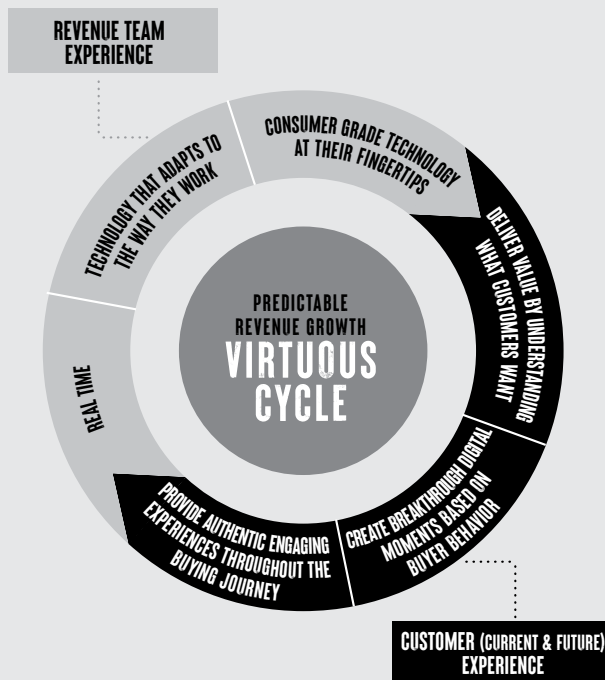 REVENUE TEAM
EXPERIENCE
CONSUMER GRADE TECHNOLOGY
AT THEIR FINGERTIPS
TECHNOLOGY THAT ADAPTS TO
THE WAY THEY WORK
DELIVER VALUE BY UNDERSTANDING
WHAT CUSTOMERS WANT
PREDICTABLE
REVENUE GROWTH
VIRTUOUS
CYCLE
REAL TIME
CREATE BREAKTHROUGH DIGITAL
MOMENTS BASED ON
BUYER BEHAVIOR
PROVIDE AUTHENTIC ENGAGING
EXPERIENCES THROUGHOUT THE
BUYING JOURNEY
CUSTOMER (CURRENT & FUTURE)
EXPERIENCE